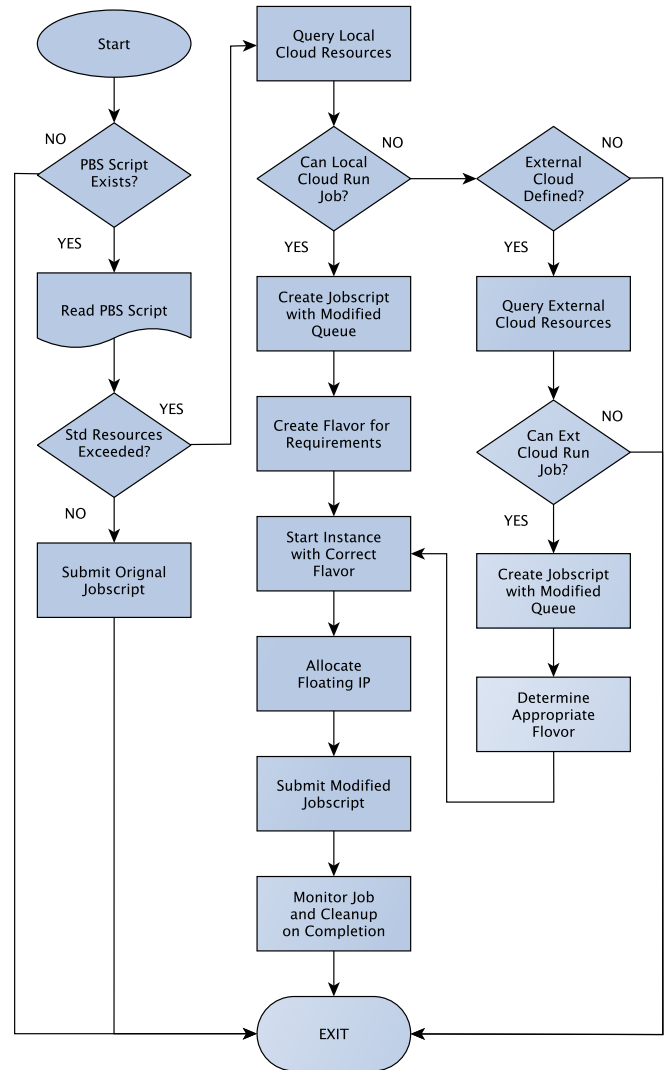 Start
NO
PBS Script
Exists?
YES
Read PBS Script
YES
Std Resources
Exceeded?
NO
Submit Orignal
Jobscript
Query Local
Cloud Resources
NO
Can Local
Cloud Run
Job?
YES
Create Jobscript
with Modified
Queue
Create Flavor for
Requirements
Start Instance
with Correct
Flavor
Allocate
Floating IP
Submit Modified
Jobscript
Monitor Job
and Cleanup
on Completion
EXIT
NO
External
Cloud
Defined?
YES
Query External
Cloud Resources
NO
Can Ext
Cloud Run
Job?
YES
Create Jobscript
with Modified
Queue
Determine
Appropriate
Flovor